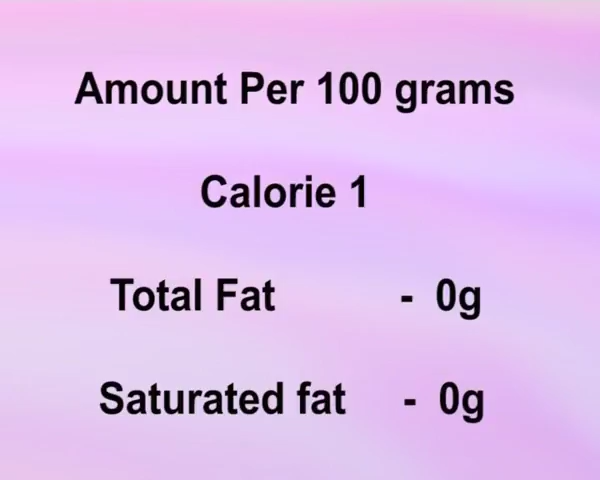 Amount Per 100 grams
Calorie 1
Total Fat - 0g
Saturated fat - 0g